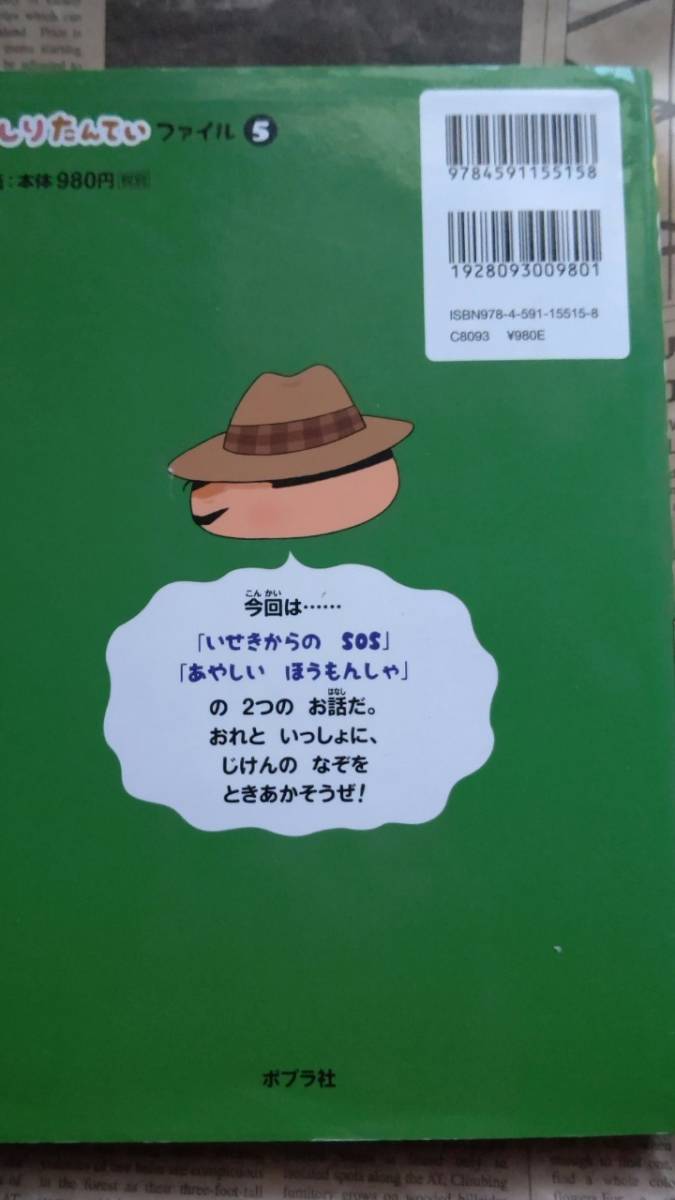 しりたんてい ファイル 5
: 本体 980円 税別
9784591155158
1928093009801
ISBN978-4-591-15515-8
C8093 ¥980E
こん かい
今回は……
「いせきからの SOS」
「あやしい ほうもんしゃ」
はなし
の 2つの お話だ。
おれと いっしょに、
じけんの なぞを
ときあかそうぜ!
ポプラ社